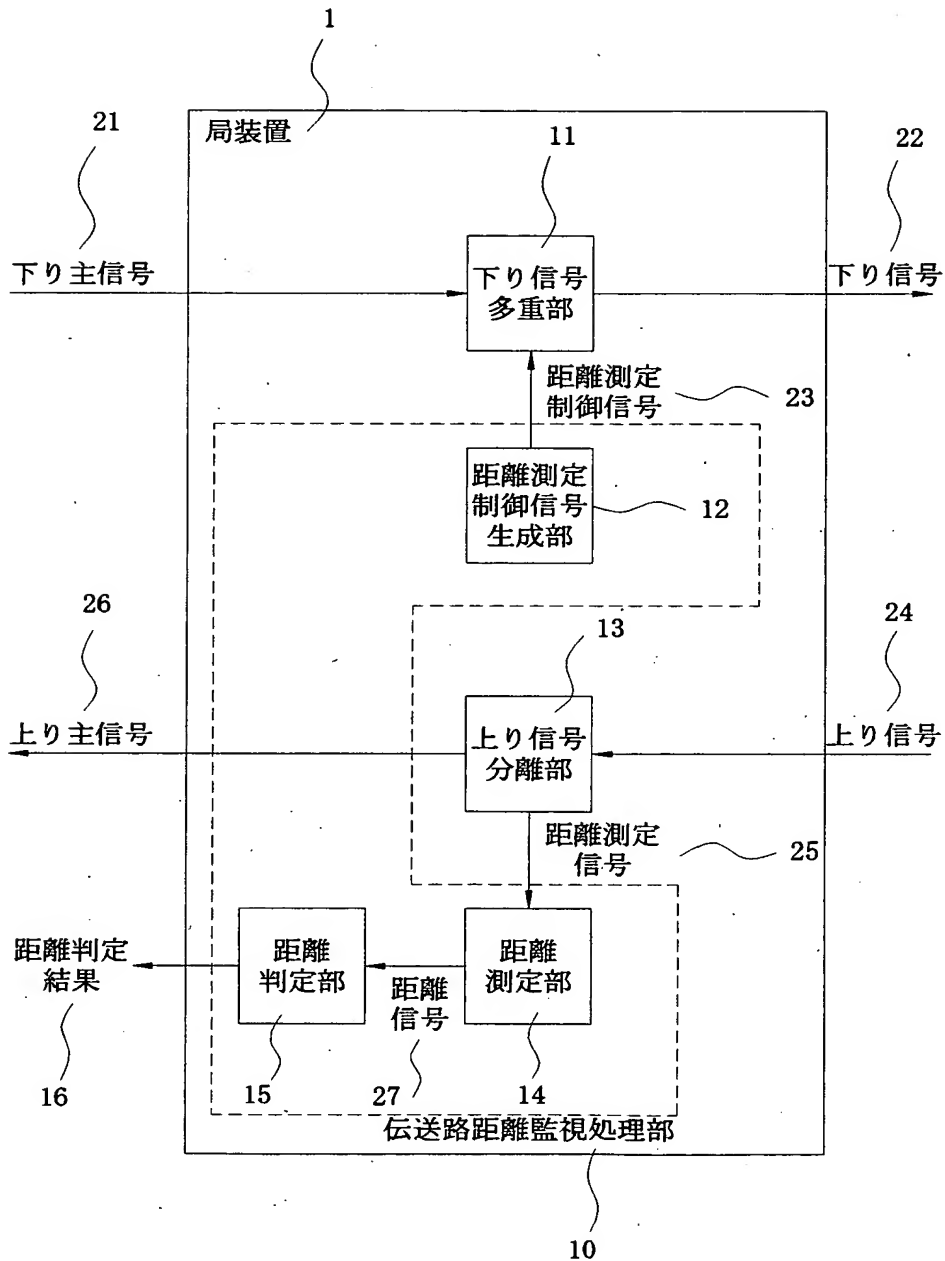 1
局装置
21
11
22
下り主信号
下り信号
多重部
下り信号
距離測定
制御信号
23
距離測定
制御信号
生成部
12
26
13
24
上り主信号
上り信号
分離部
上り信号
距離測定
信号
25
距離判定
結果
距離
判定部
距離
信号
距離
測定部
16
15
27
14
伝送路距離監視処理部
10